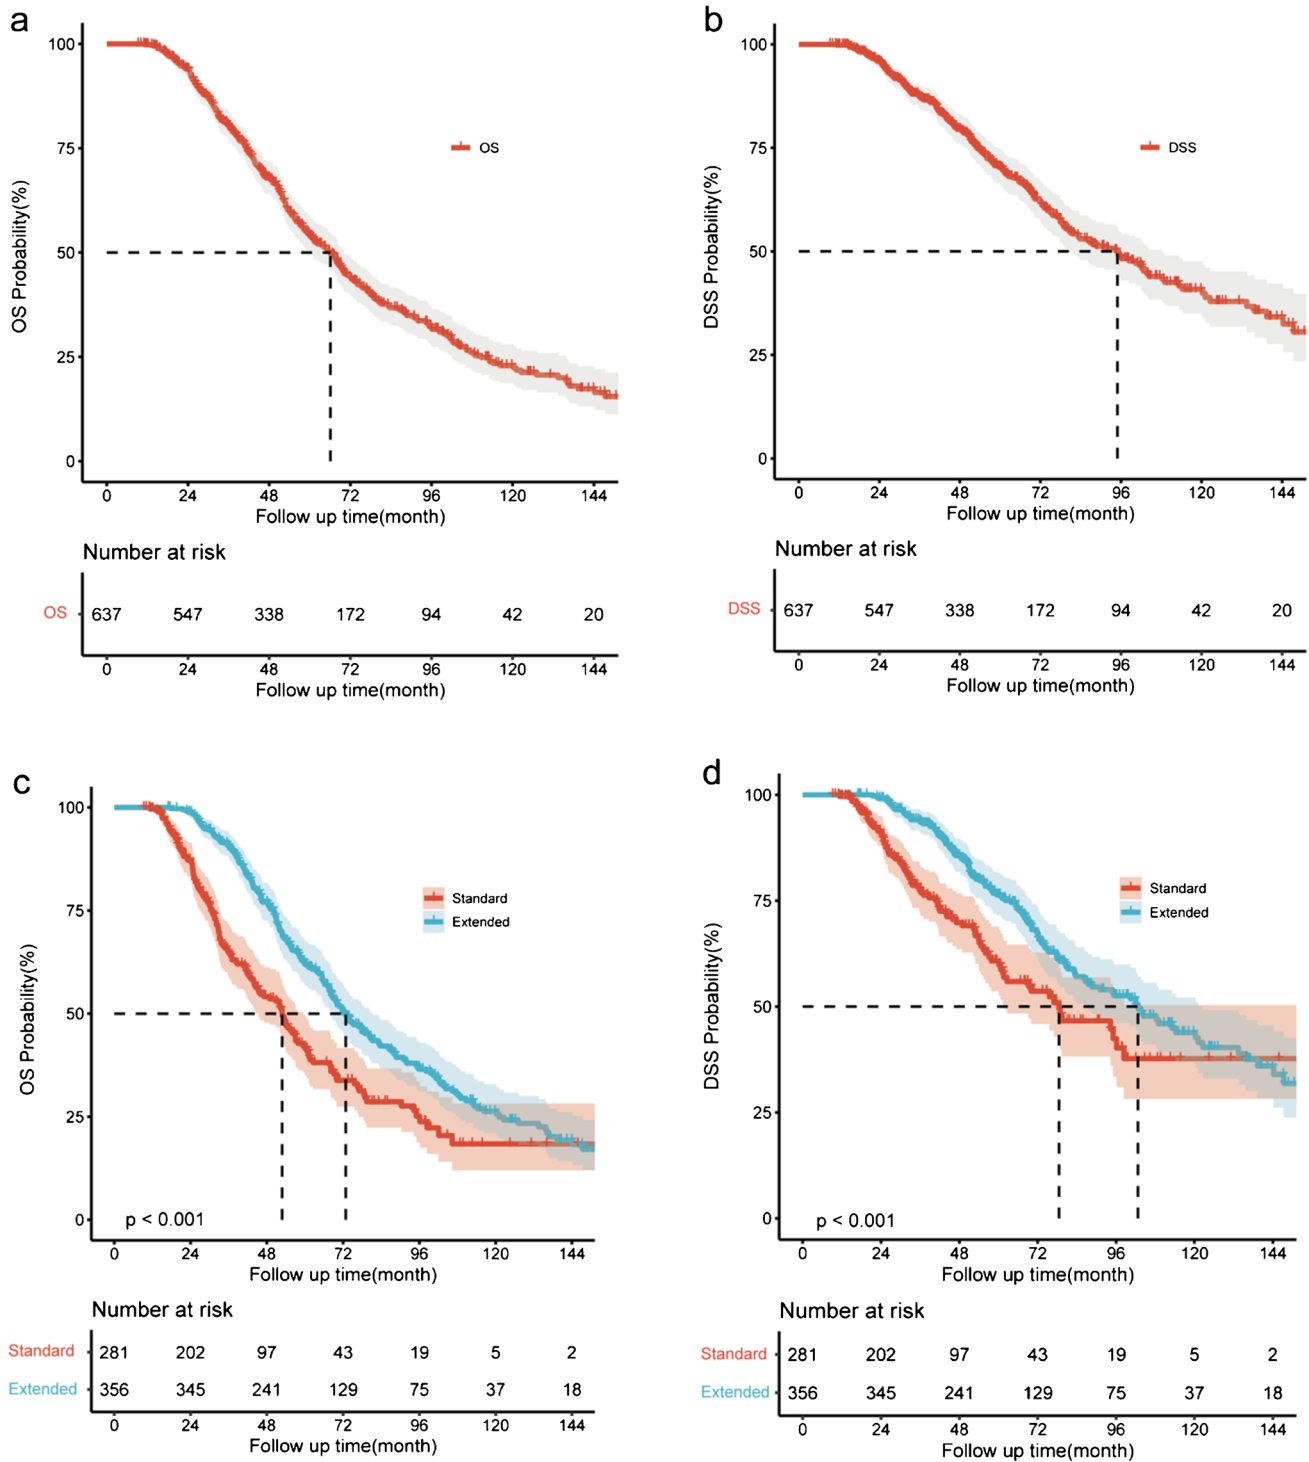 a
100
75
50
25
0
OS Probability(%)
OS
0 24 48 72 96 120 144
Follow up time(month)
Number at risk
OS 637 547 338 172 94 42 20
0 24 48 72 96 120 144
Follow up time(month)
b
100
75
50
25
0
DSS Probability(%)
DSS
0 24 48 72 96 120 144
Follow up time(month)
Number at risk
DSS 637 547 338 172 94 42 20
0 24 48 72 96 120 144
Follow up time(month)
c
100
75
50
25
0
OS Probability(%)
Standard
Extended
p < 0.001
0 24 48 72 96 120 144
Follow up time(month)
Number at risk
Standard 281 202 97 43 19 5 2
Extended 356 345 241 129 75 37 18
0 24 48 72 96 120 144
Follow up time(month)
d
100
75
50
25
0
DSS Probability(%)
Standard
Extended
p < 0.001
0 24 48 72 96 120 144
Follow up time(month)
Number at risk
Standard 281 202 97 43 19 5 2
Extended 356 345 241 129 75 37 18
0 24 48 72 96 120 144
Follow up time(month)